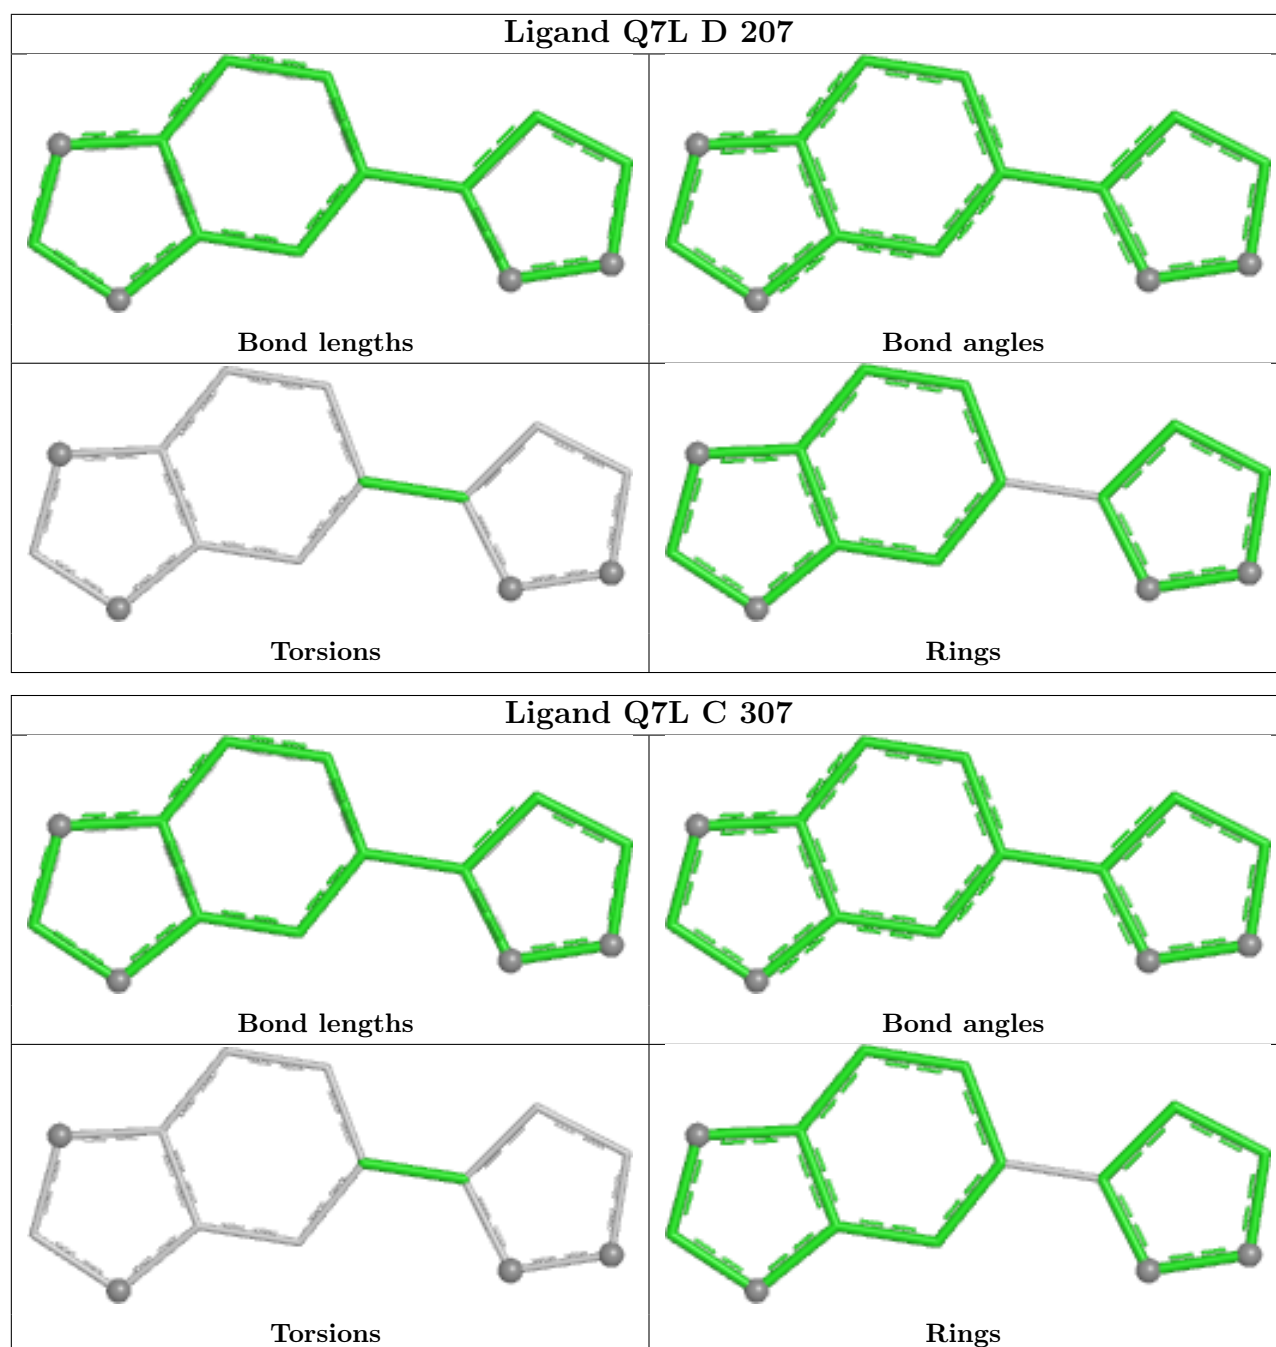 Ligand Q7L D 207
Bond lengths
Bond angles
Torsions
Rings
Ligand Q7L C 307
Bond lengths
Bond angles
Torsions
Rings